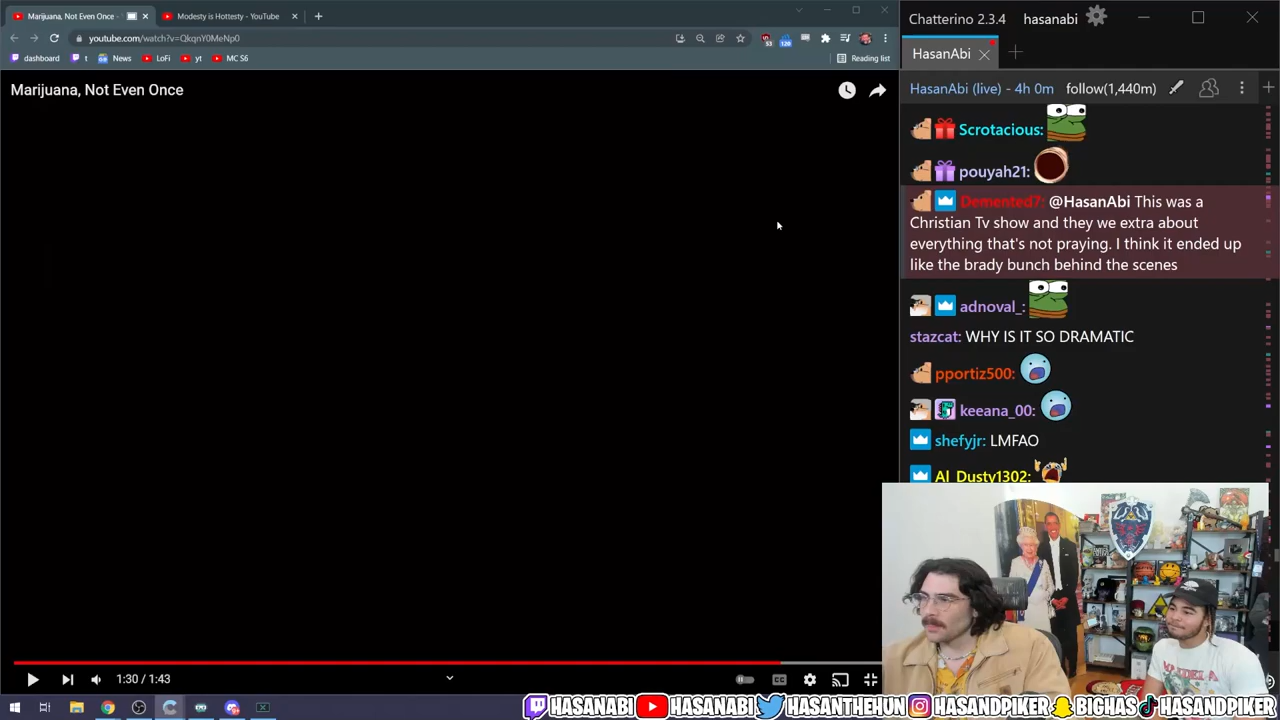 Marijuana, Not Even Once -
Modesty is Hottesty - YouTube
youtube.com/watch?v=QkqnY0MeNp0
53
120
dashboard
t
News
LoFi
yt
MC S6
Reading list
Marijuana, Not Even Once
1:30 / 1:43
Chatterino 2.3.4
hasanabi
HasanAbi
HasanAbi (live) - 4h 0m
follow(1,440m)
Scrotacious:
pouyah21:
Demented7: @HasanAbi This was a
Christian Tv show and they we extra about
everything that's not praying. I think it ended up
like the brady bunch behind the scenes
adnoval_:
stazcat: WHY IS IT SO DRAMATIC
pportiz500:
keeana_00:
shefyjr: LMFAO
Al_Dusty1302:
HASANABI
HASANABI
HASANTHEHUN
HASANDPIKER
BIGHAS
HASANDPIKER